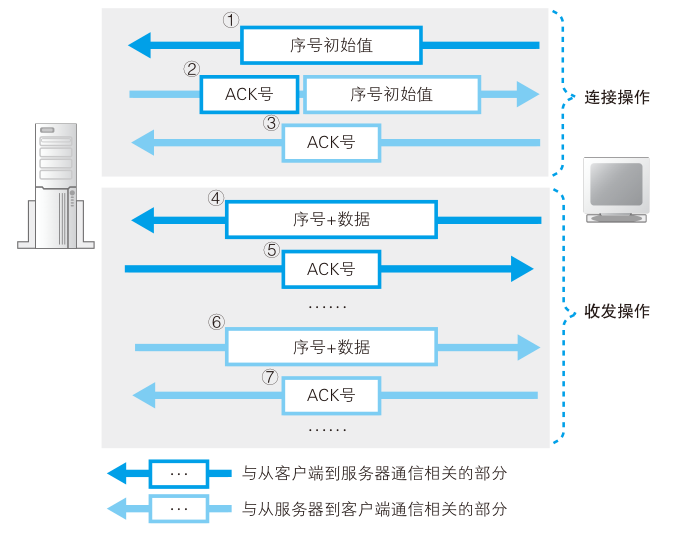 ①
序号初始值
②
ACK号
序号初始值
连接操作
③
ACK号
④
序号+数据
⑤
ACK号
……
收发操作
⑥
序号+数据
⑦
ACK号
……
… 与从客户端到服务器通信相关的部分
… 与从服务器到客户端通信相关的部分